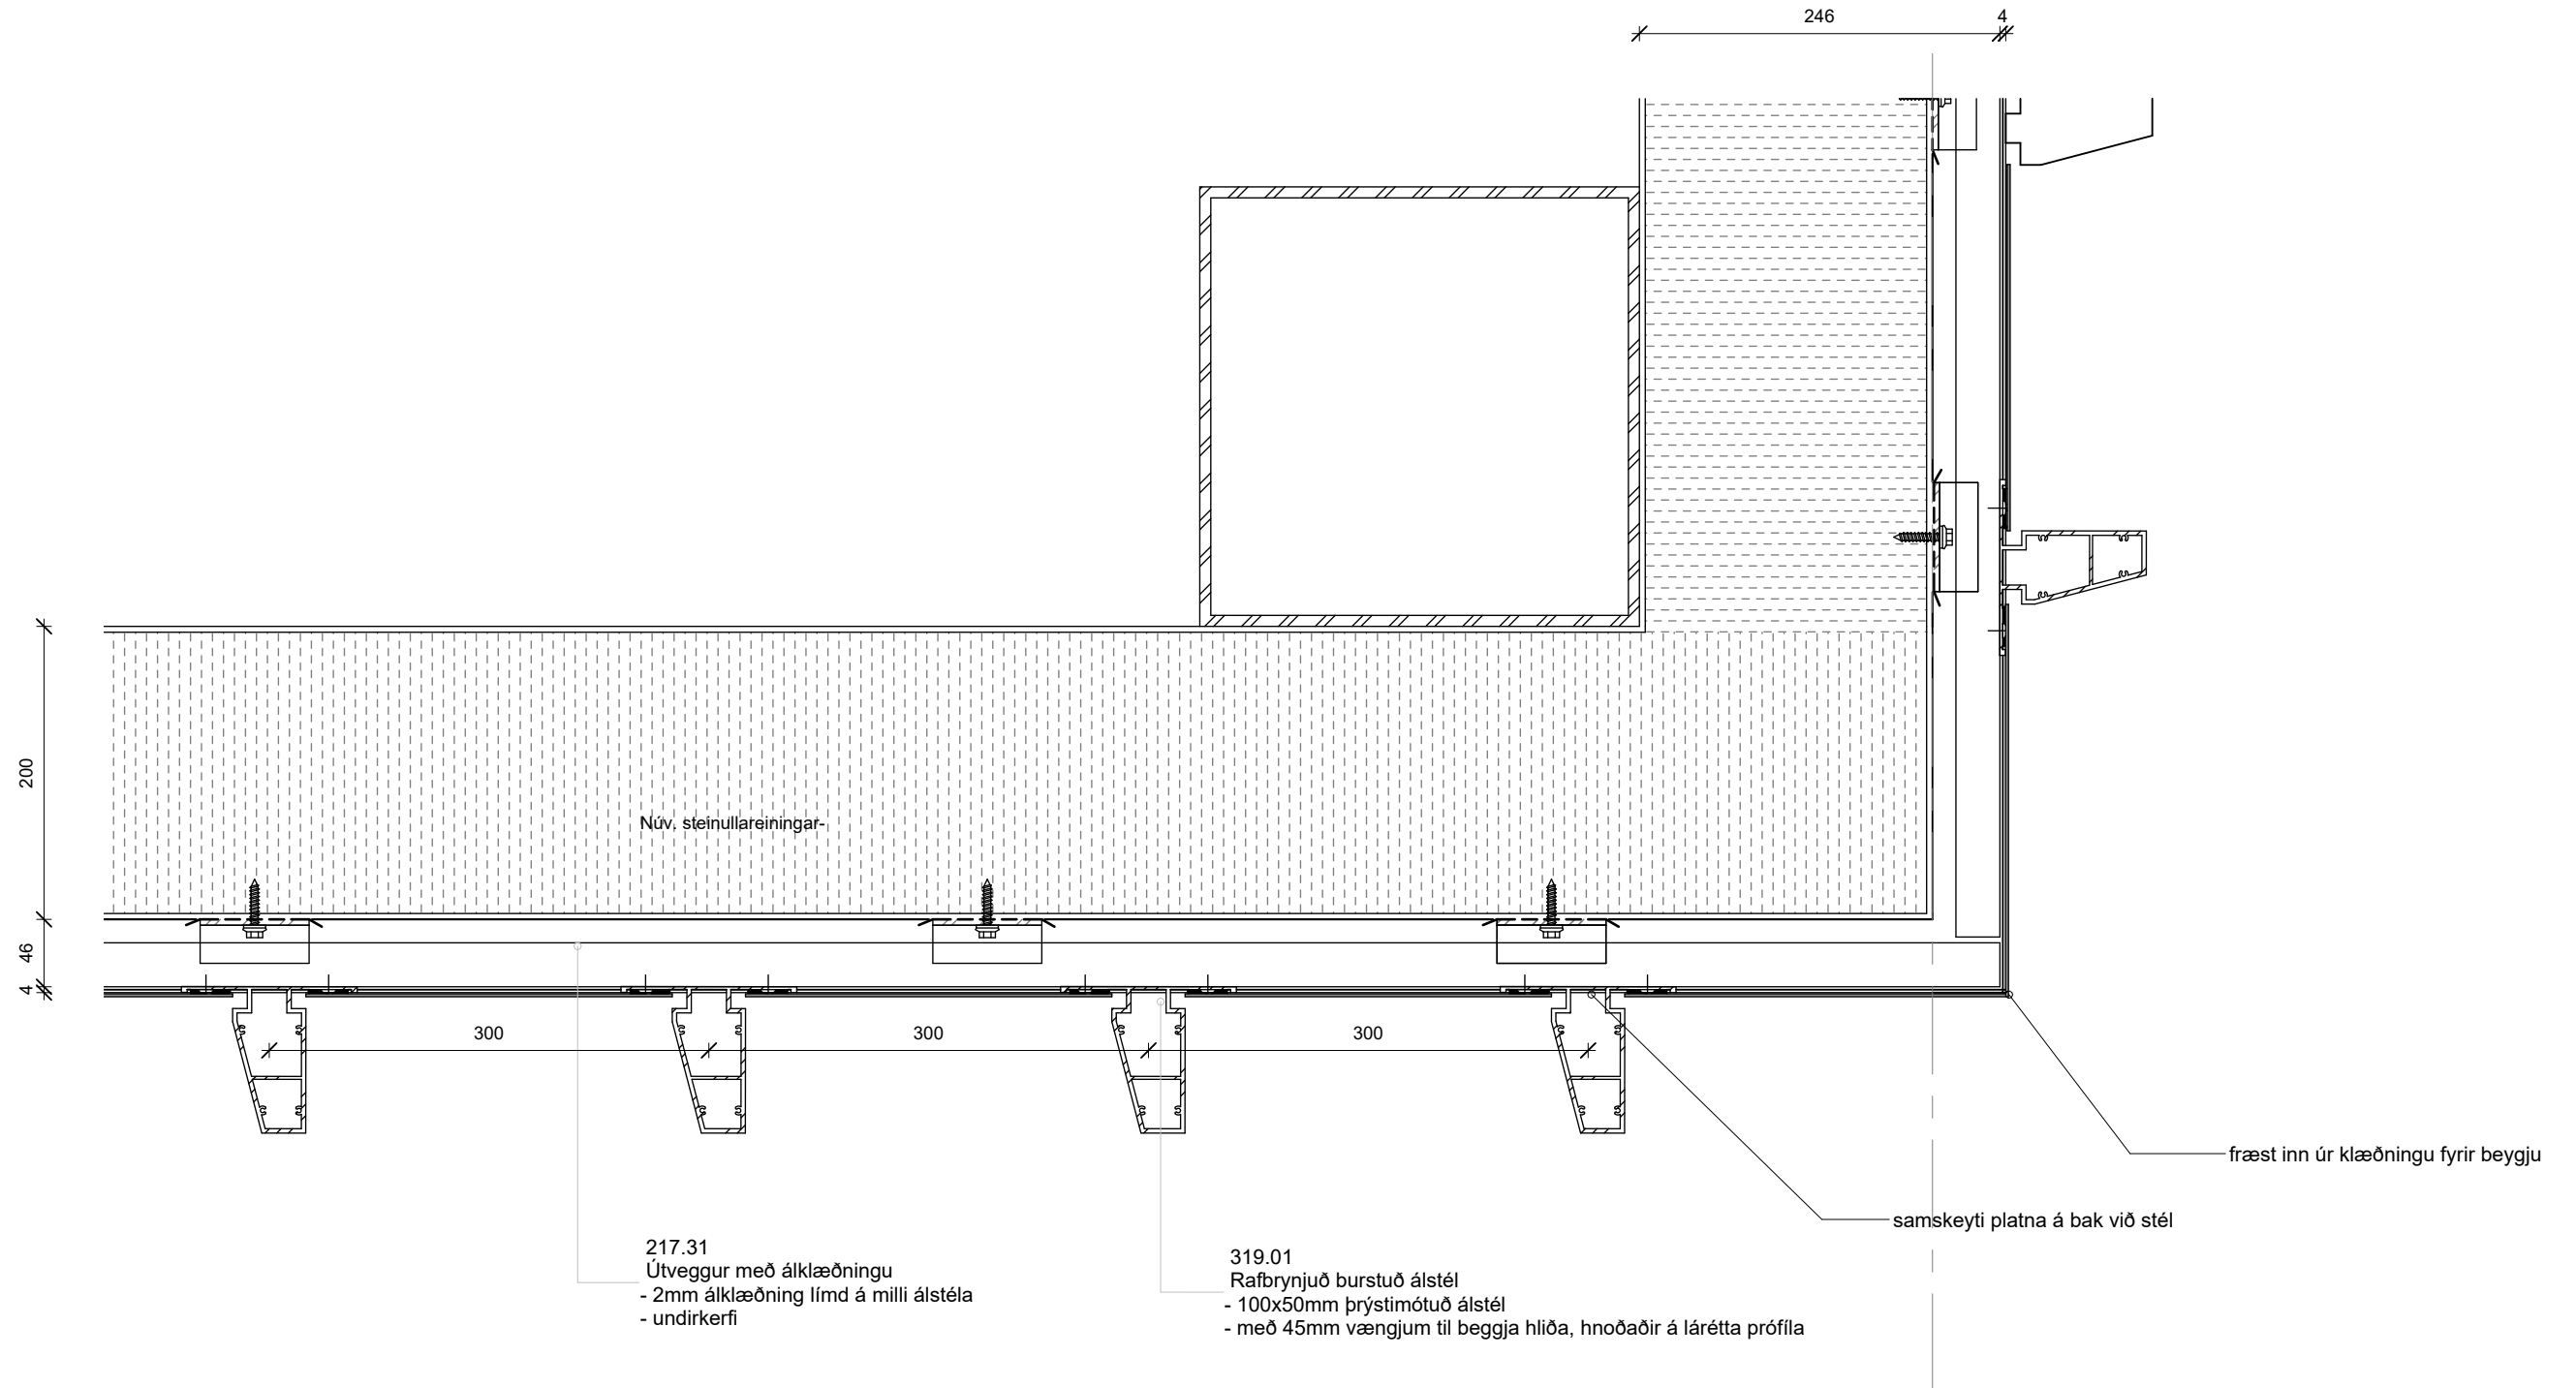 246
4
200
46
4
Núv. steinullareiningar-
300
300
300
fræst inn úr klæðningu fyrir beygju
samskeyti platna á bak við stél
217.31
Útveggur með álklæðningu
- 2mm álklæðning límd á milli álstéla
- undirkerfi
319.01
Rafbrynjuð burstuð álstél
- 100x50mm þrýstimótuð álstél
- með 45mm vængjum til beggja hliða, hnoðaðir á lárétta prófíla